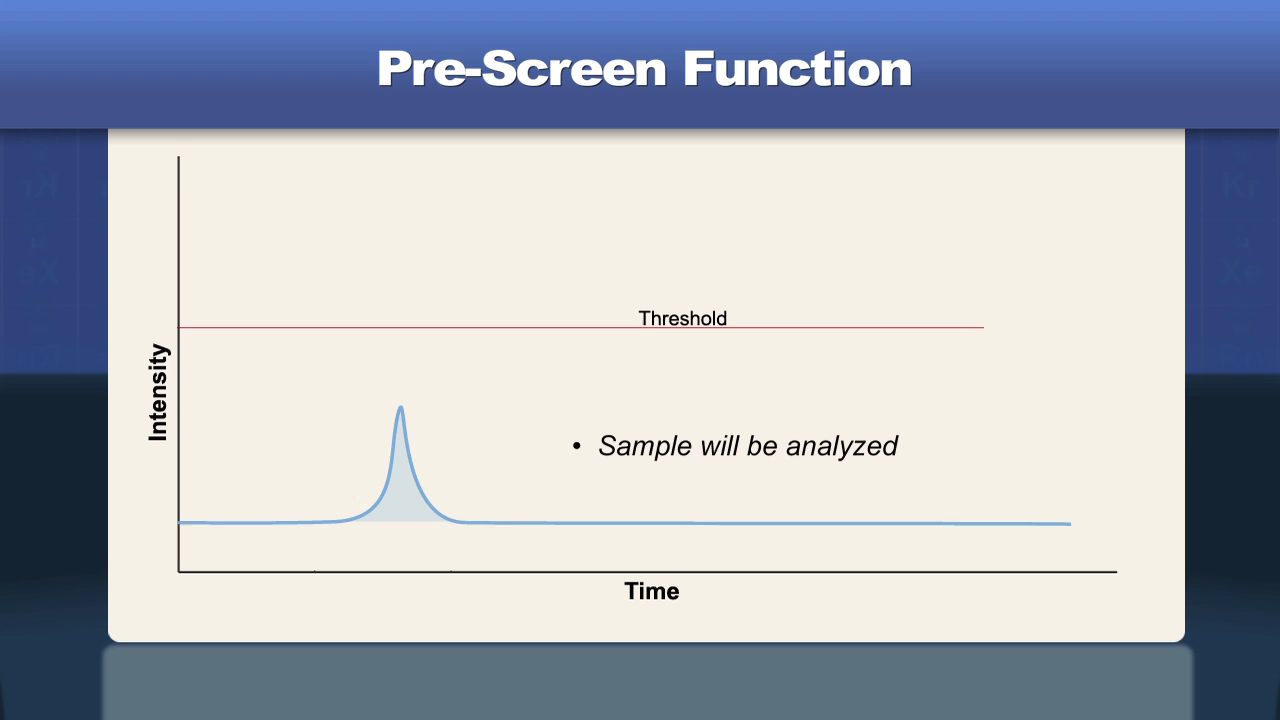 Pre-Screen Function
Threshold
Intensity
• Sample will be analyzed
Time